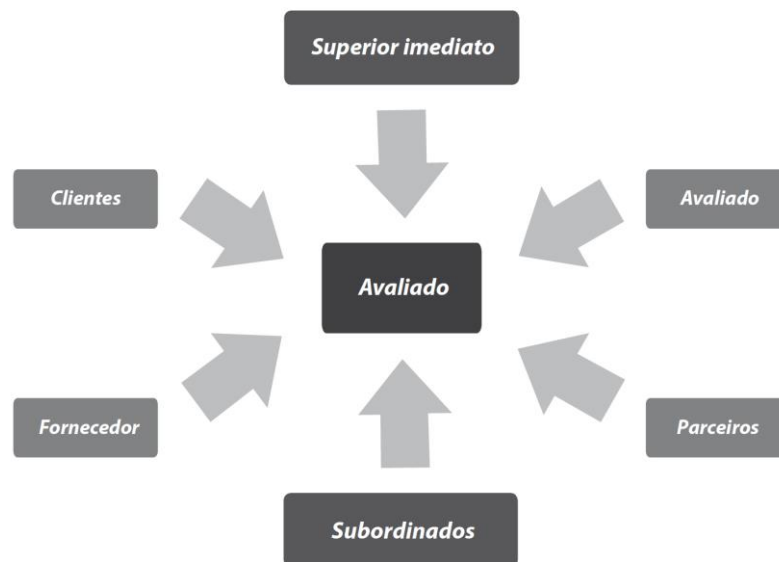 Superior imediato
Clientes
Avaliado
Avaliado
Fornecedor
Parceiros
Subordinados